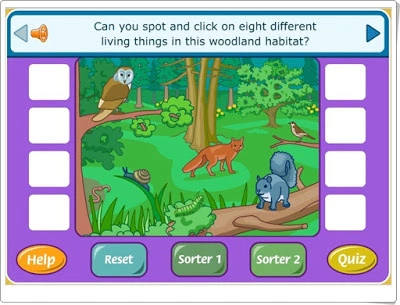 Can you spot and click on eight different
living things in this woodland habitat?
Help
Reset
Sorter 1
Sorter 2
Quiz